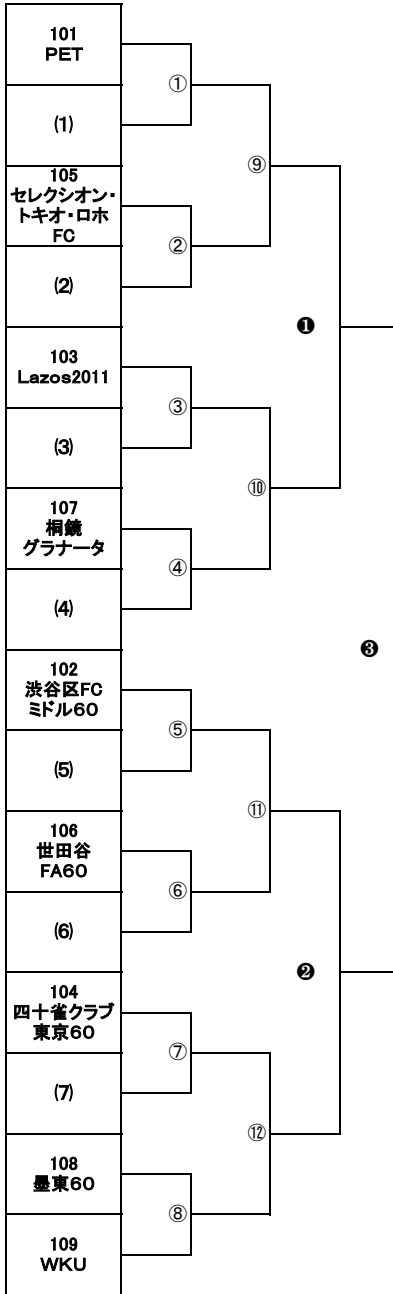 101
PET
①
(1)
⑨
105
セレクシオン・
トキオ・ロホ
FC
②
(2)
❶
103
Lazos2011
③
(3)
⑩
107
桐鏡
グラナータ
④
(4)
❸
102
渋谷区FC
ミドル60
⑤
(5)
⑪
106
世田谷
FA60
⑥
(6)
❷
104
四十雀クラブ
東京60
⑦
(7)
⑫
108
墨東60
⑧
109
WKU